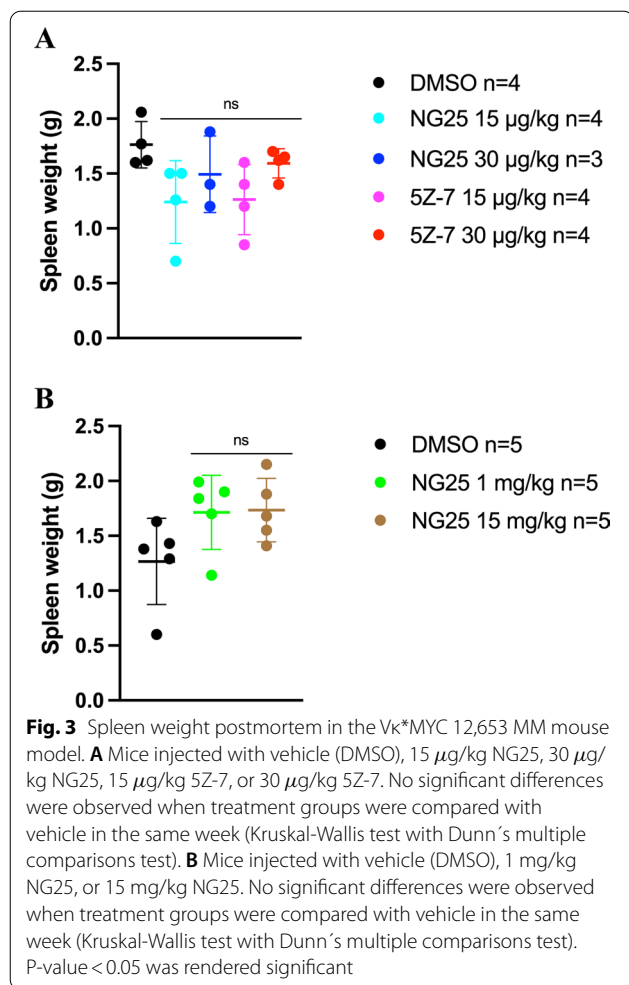 A
2.5
2.0
1.5
1.0
0.5
0.0
Spleen weight (g)
ns
DMSO n=4
NG25 15 µg/kg n=4
NG25 30 µg/kg n=3
5Z-7 15 µg/kg n=4
5Z-7 30 µg/kg n=4
B
2.5
2.0
1.5
1.0
0.5
0.0
Spleen weight (g)
ns
DMSO n=5
NG25 1 mg/kg n=5
NG25 15 mg/kg n=5
Fig. 3 Spleen weight postmortem in the Vκ*MYC 12,653 MM mouse
model. A Mice injected with vehicle (DMSO), 15 µg/kg NG25, 30 µg/
kg NG25, 15 µg/kg 5Z-7, or 30 µg/kg 5Z-7. No significant differences
were observed when treatment groups were compared with
vehicle in the same week (Kruskal-Wallis test with Dunn´s multiple
comparisons test). B Mice injected with vehicle (DMSO), 1 mg/kg
NG25, or 15 mg/kg NG25. No significant differences were observed
when treatment groups were compared with vehicle in the same
week (Kruskal-Wallis test with Dunn´s multiple comparisons test).
P-value < 0.05 was rendered significant